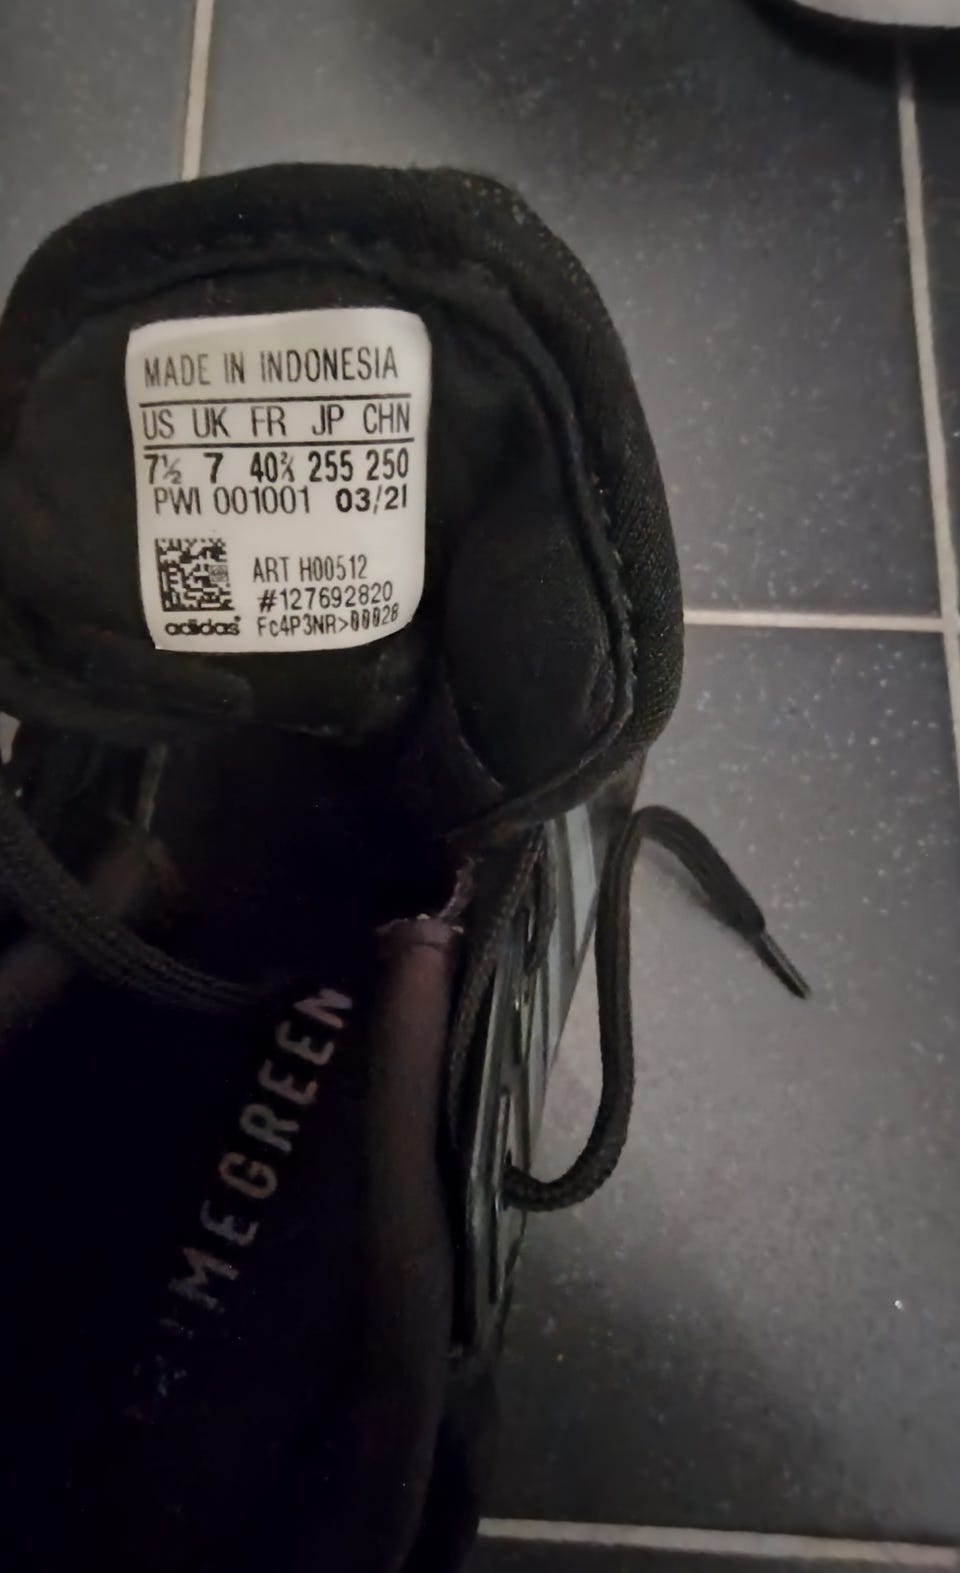 MADE IN INDONESIA
US UK FR JP CHN
7½ 7 40⅔ 255 250
PWI 001001 03/21
ART H00512
#127692820
adidas Fc4P3NR>00028